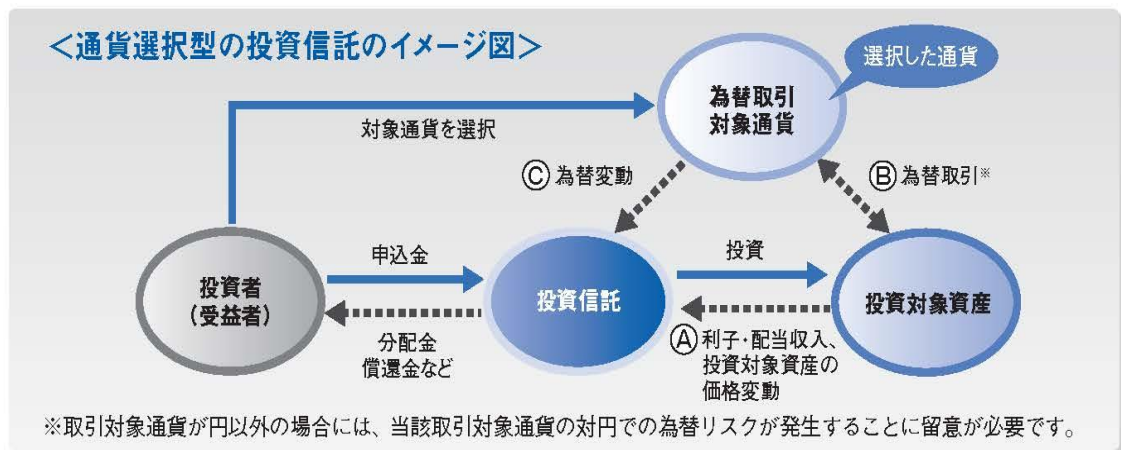 ＜通貨選択型の投資信託のイメージ図＞
選択した通貨
為替取引
対象通貨
対象通貨を選択
Ⓒ為替変動
Ⓑ為替取引※
申込金
投資
投資者
（受益者）
投資信託
投資対象資産
分配金
償還金など
Ⓐ利子・配当収入、
投資対象資産の
価格変動
※取引対象通貨が円以外の場合には、当該取引対象通貨の対円での為替リスクが発生することに留意が必要です。